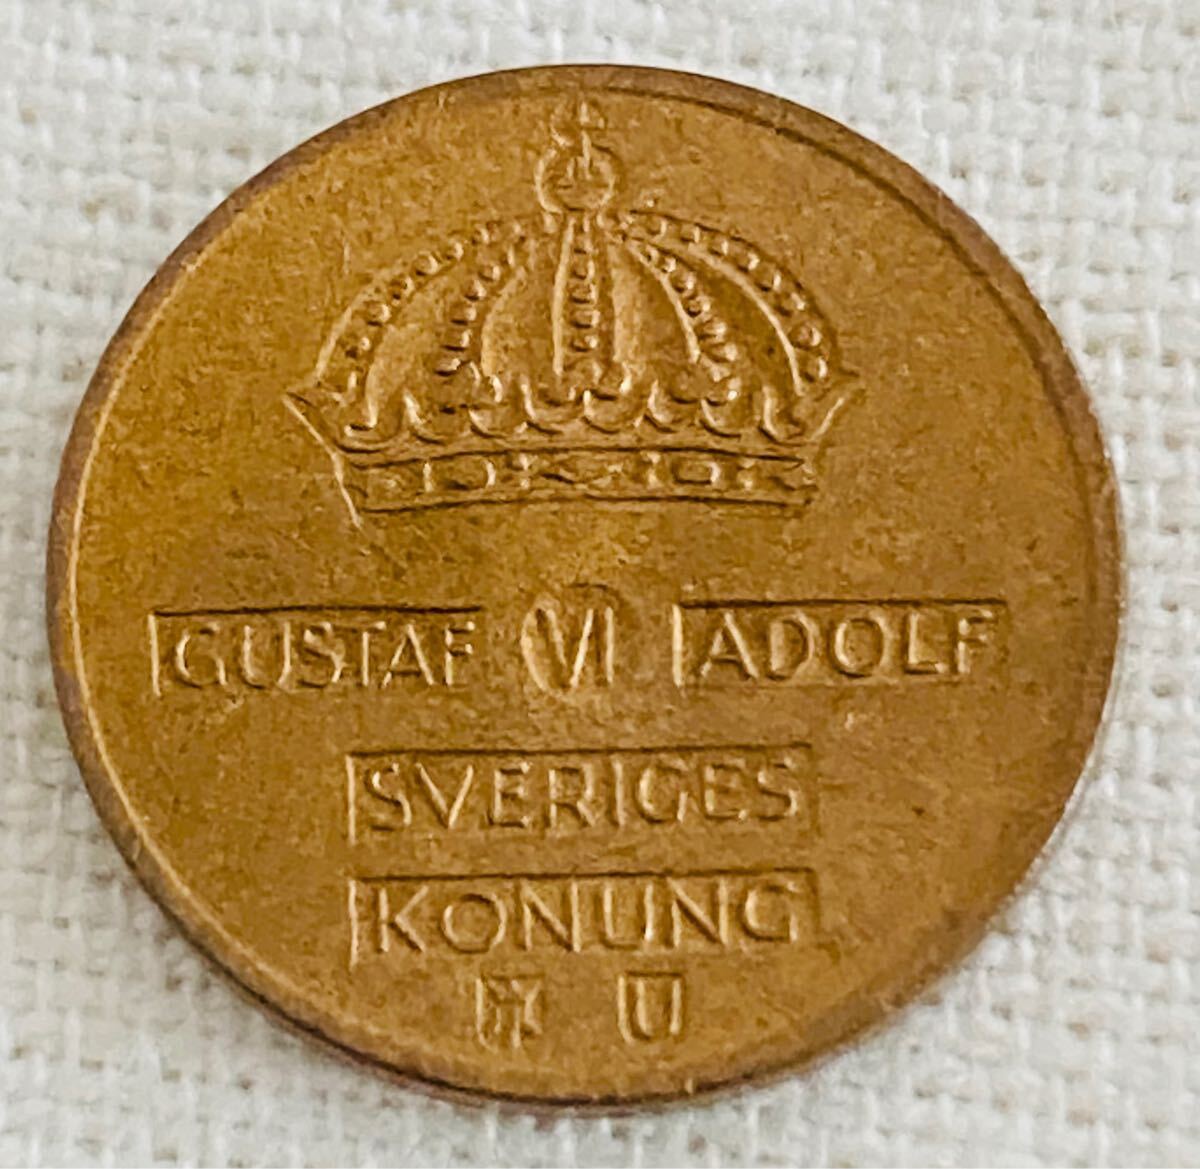 GUSTAF VI ADOLF
SVERIGES
KONUNG
U